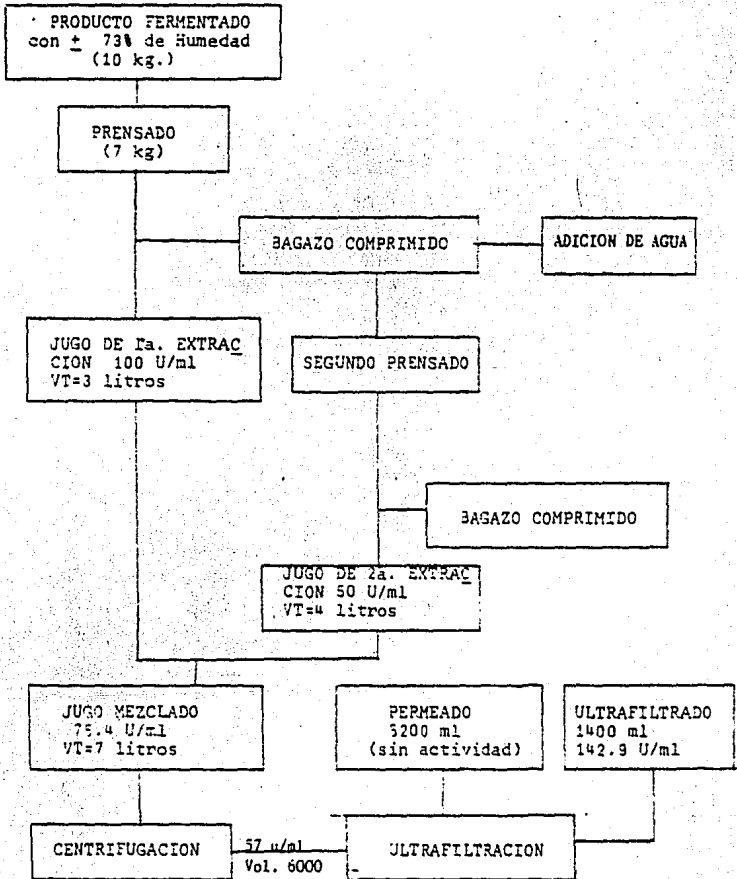 PRODUCTO FERMENTADO
con ± 73% de Humedad
(10 kg.)
PRENSADO
(7 kg)
BAGAZO COMPRIMIDO
ADICION DE AGUA
JUGO DE 1a. EXTRAC
CION 100 U/ml
VT=3 litros
SEGUNDO PRENSADO
BAGAZO COMPRIMIDO
JUGO DE 2a. EXTRAC
CION 50 U/ml
VT=4 litros
JUGO MEZCLADO
75.4 U/ml
VT=7 litros
PERMEADO
5200 ml
(sin actividad)
ULTRAFILTRADO
1400 ml
142.9 U/ml
CENTRIFUGACION
57 u/ml
Vol. 6000
ULTRAFILTRACION